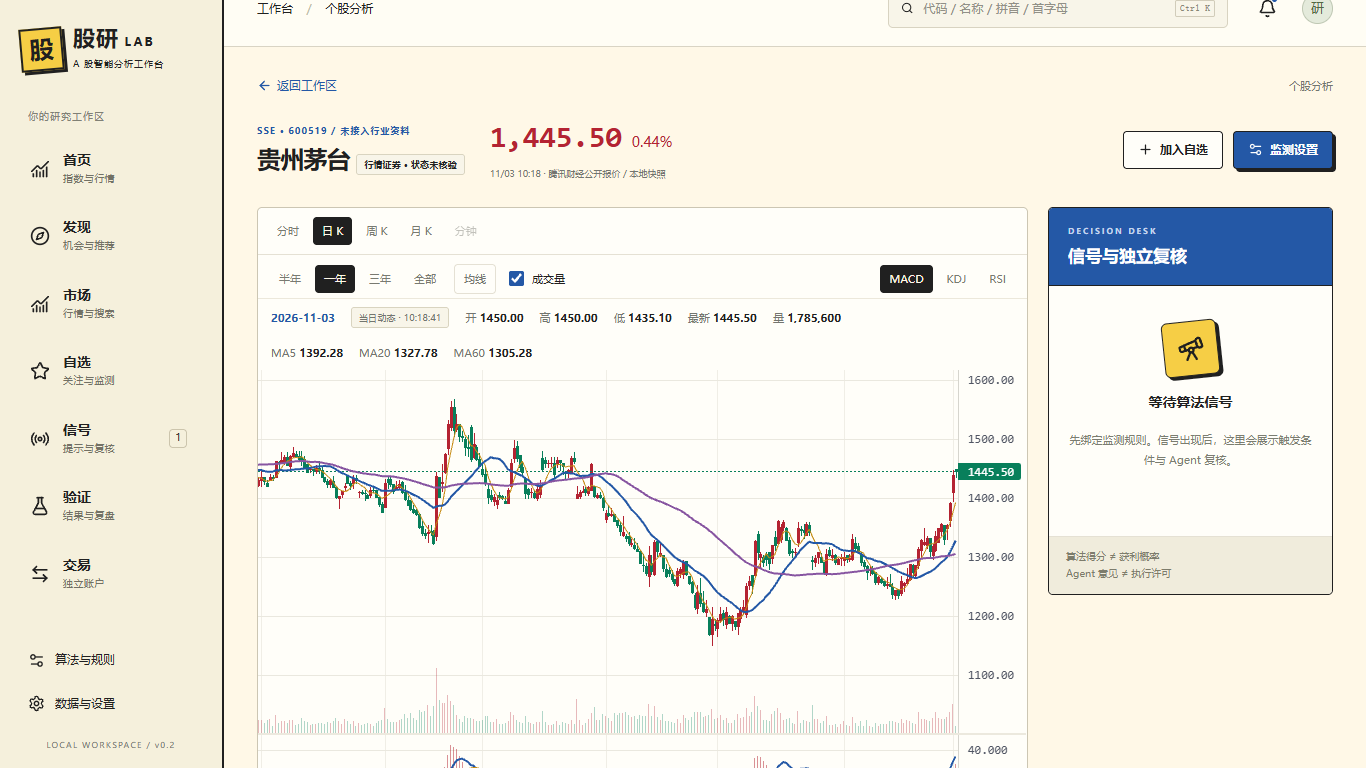 股 股研 LAB
A 股智能分析工作台
你的研究工作区
首页
指数与行情
发现
机会与推荐
市场
行情与搜索
自选
关注与监测
信号
提示与复核
1
验证
结果与复盘
交易
独立账户
算法与规则
数据与设置
LOCAL WORKSPACE / v0.2
工作台 / 个股分析
代码 / 名称 / 拼音 / 首字母 Ctrl K
研
← 返回工作区
个股分析
SSE • 600519 / 未接入行业资料
贵州茅台 行情证券 • 状态未核验
1,445.50 0.44%
11/03 10:18 · 腾讯财经公开报价 / 本地快照
+ 加入自选
监测设置
分时 日 K 周 K 月 K 分钟
半年 一年 三年 全部 均线 成交量 MACD KDJ RSI
2026-11-03 当日动态 · 10:18:41 开 1450.00 高 1450.00 低 1435.10 最新 1445.50 量 1,785,600
MA5 1392.28 MA20 1327.78 MA60 1305.28
1600.00
1500.00
1445.50
1400.00
1300.00
1200.00
1100.00
40.000
DECISION DESK
信号与独立复核
等待算法信号
先绑定监测规则。信号出现后，这里会展示触发条
件与 Agent 复核。
算法得分 ≠ 获利概率
Agent 意见 ≠ 执行许可